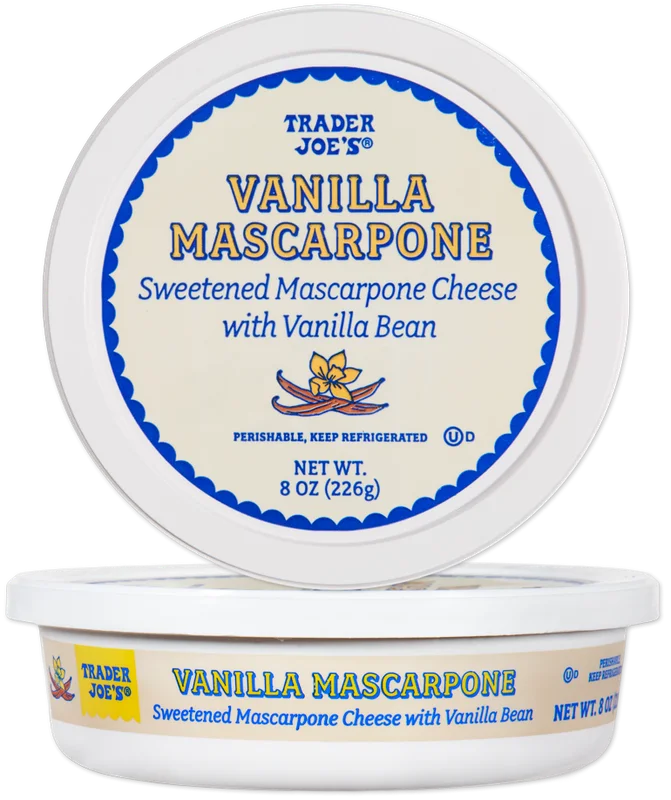 TRADER
JOE'S®
VANILLA
MASCARPONE
Sweetened Mascarpone Cheese
with Vanilla Bean
PERISHABLE, KEEP REFRIGERATED Ⓤ D
NET WT.
8 OZ (226g)
TRADER
JOE'S®
VANILLA MASCARPONE
Sweetened Mascarpone Cheese with Vanilla Bean
Ⓤ D
KEEP
NET WT. 8 OZ